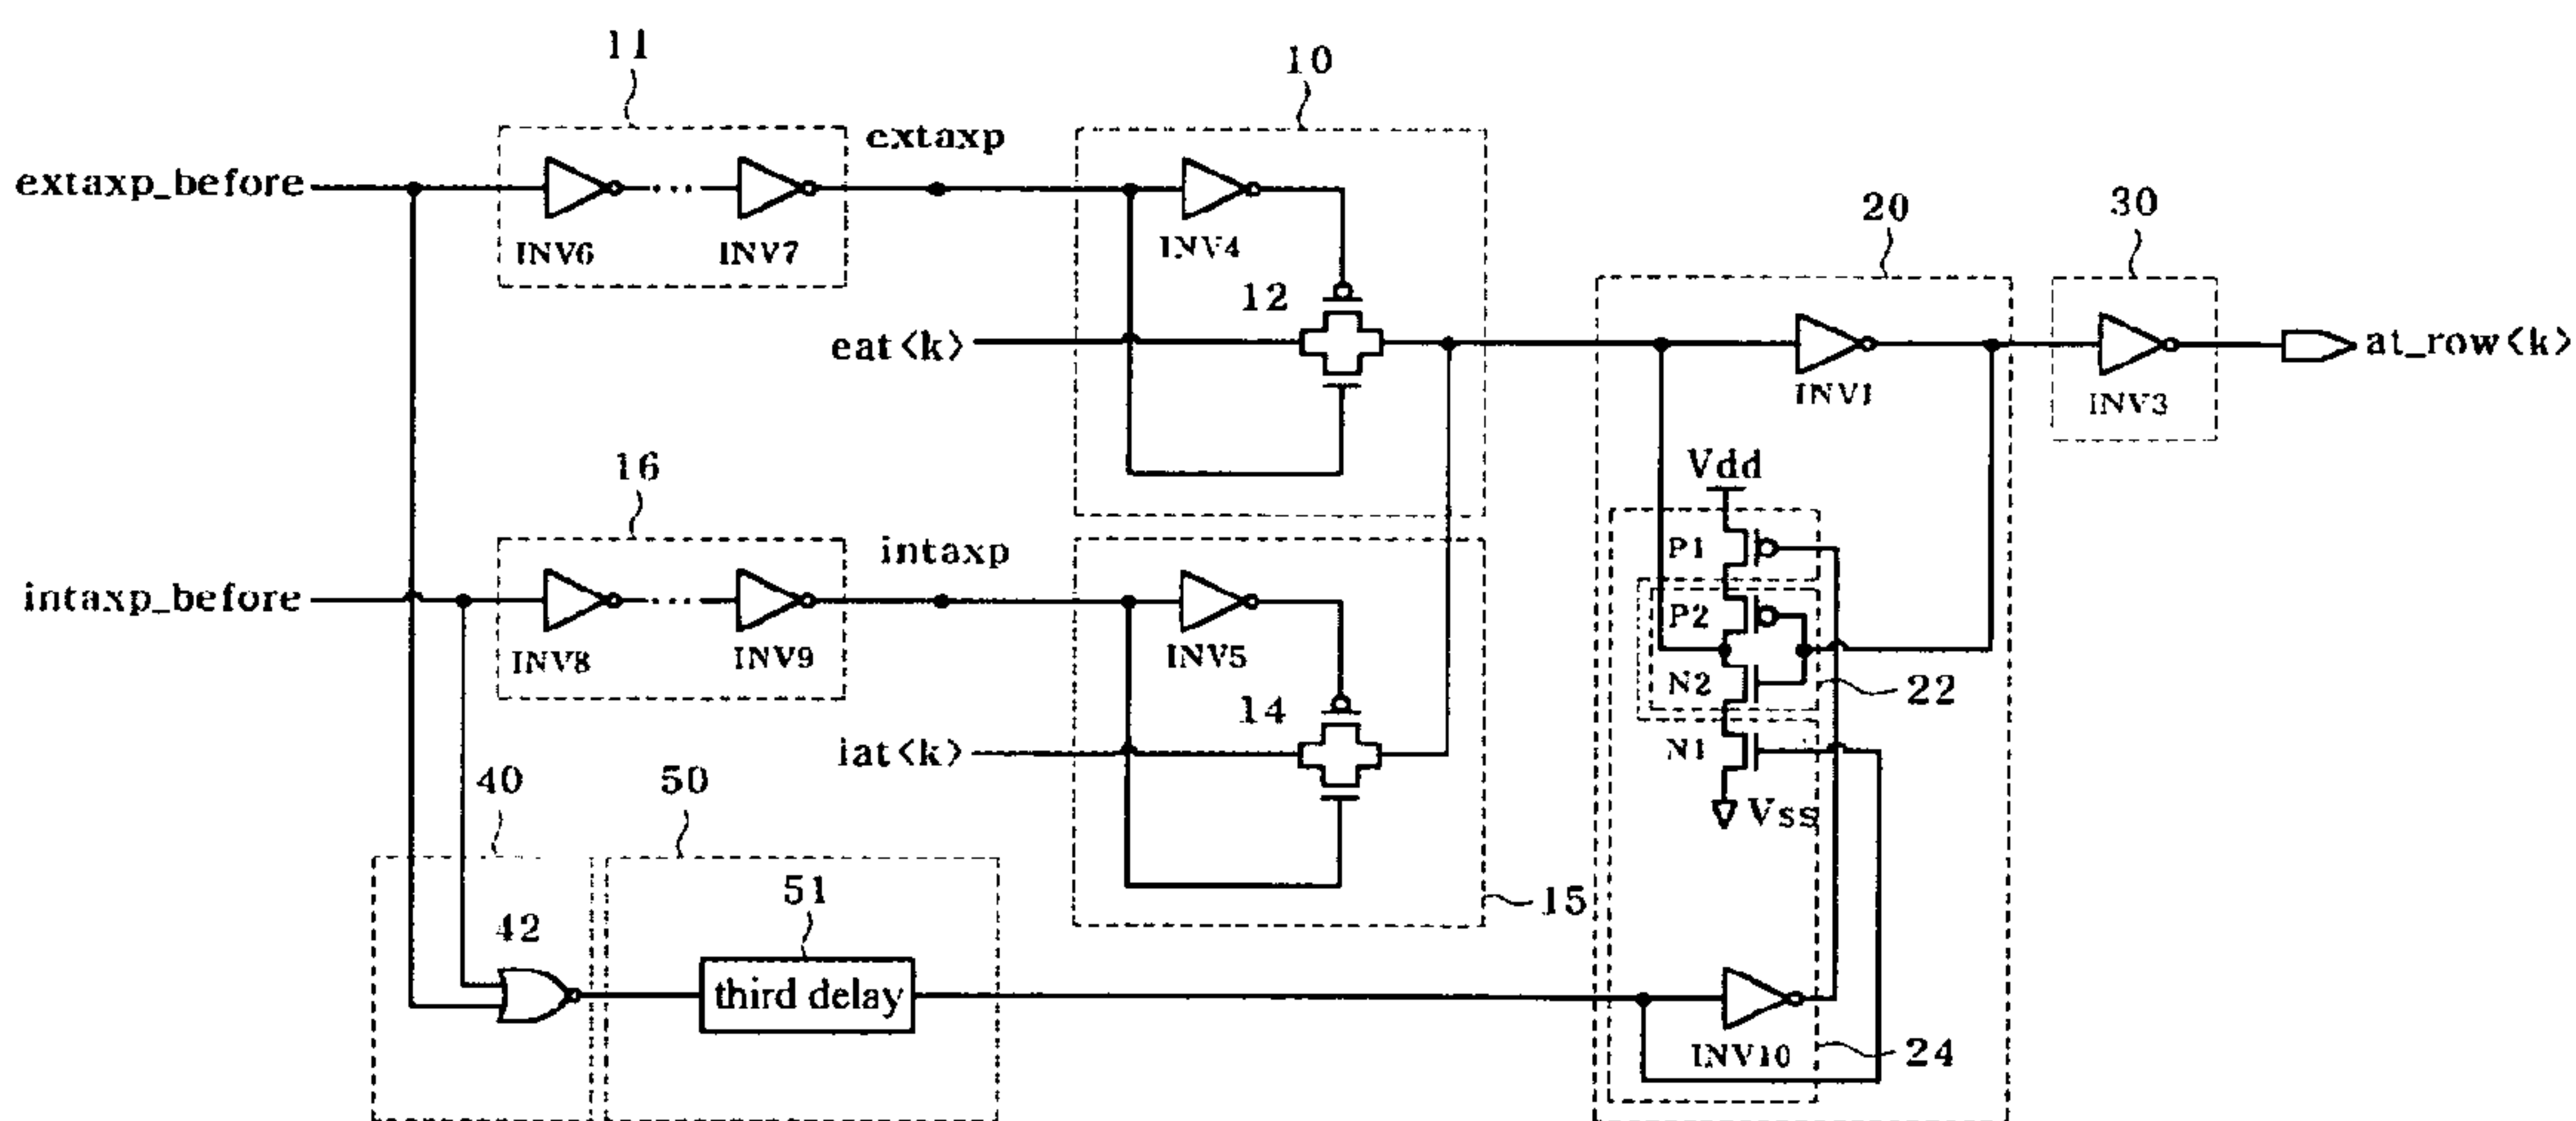 11
10
extaxp
extaxp_before
INV6
INV7
INV4
20
30
12
eat<k>
at_row<k>
INV1
INV3
16
Vdd
intaxp
P1
intaxp_before
P2
INV8
INV9
INV5
N2
22
14
iat<k>
N1
40
50
Vss
51
15
42
third delay
INV10
24